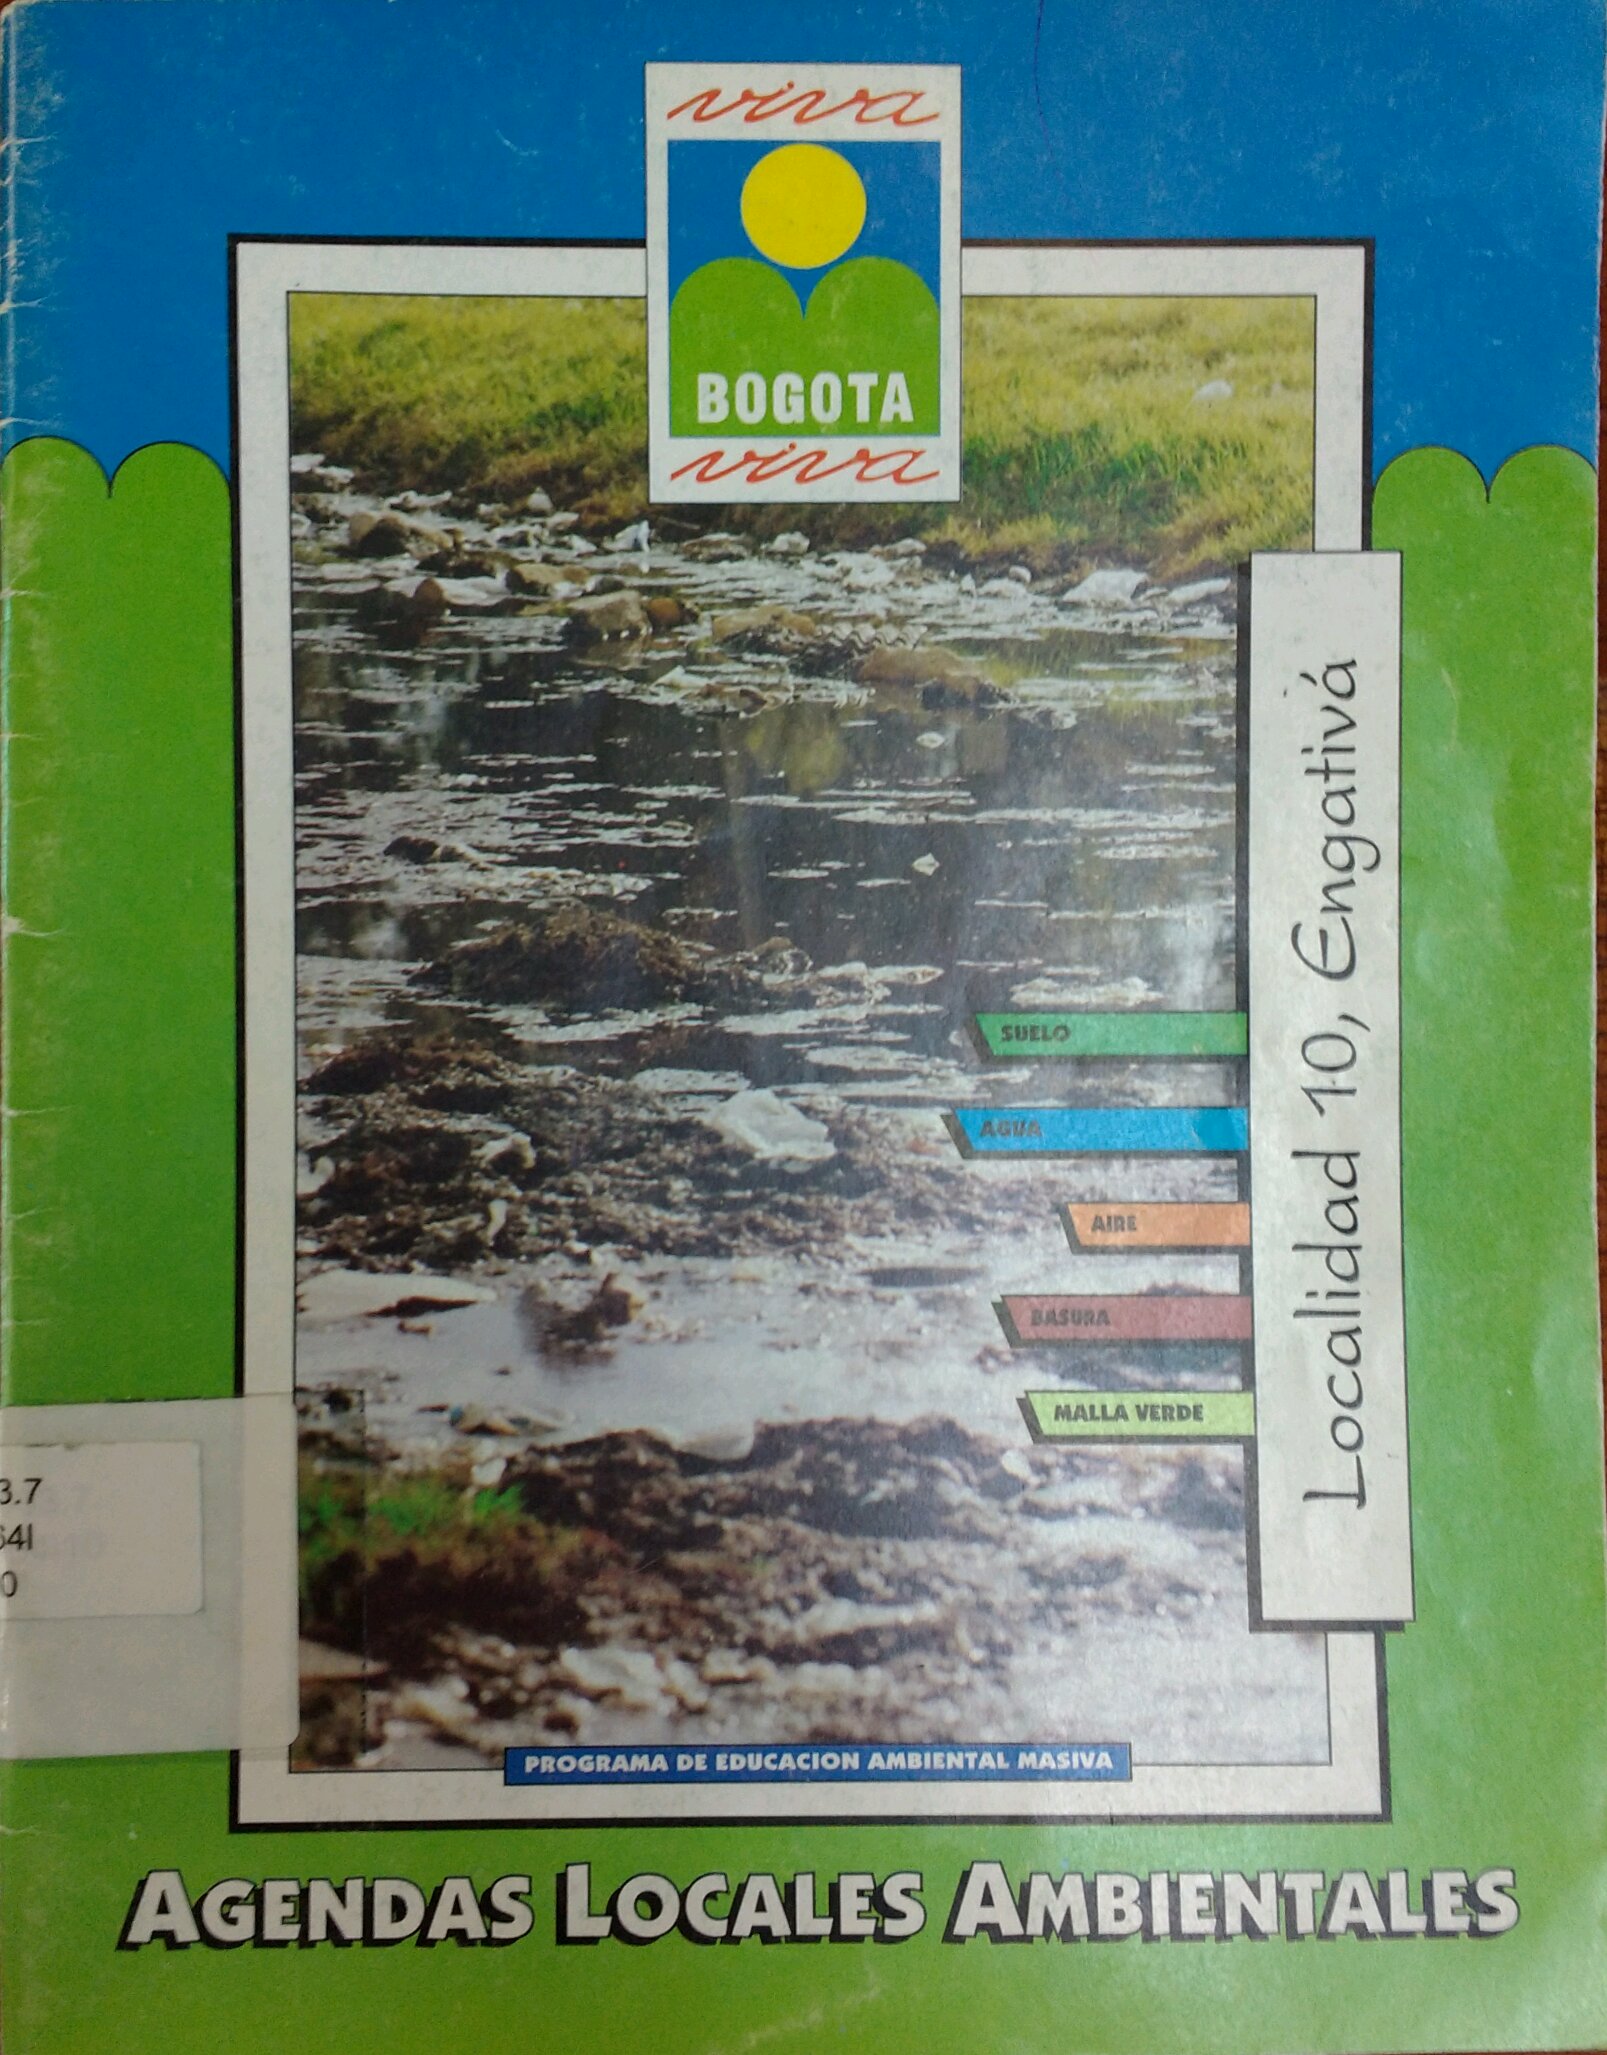 viva
BOGOTA
viva
Localidad 10, Engativá
SUELO
AGUA
AIRE
BASURA
MALLA VERDE
3.7
64I
0
PROGRAMA DE EDUCACION AMBIENTAL MASIVA
AGENDAS LOCALES AMBIENTALES